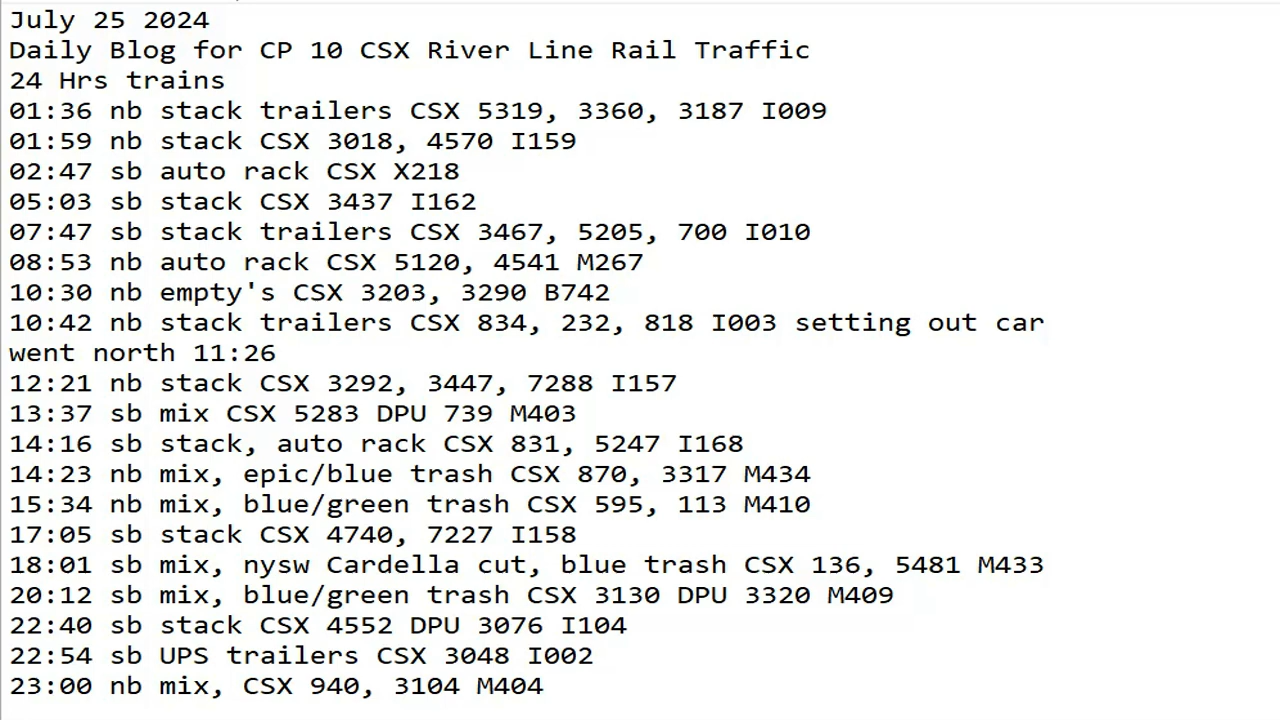 July 25 2024
Daily Blog for CP 10 CSX River Line Rail Traffic
24 Hrs trains
01:36 nb stack trailers CSX 5319, 3360, 3187 I009
01:59 nb stack CSX 3018, 4570 I159
02:47 sb auto rack CSX X218
05:03 sb stack CSX 3437 I162
07:47 sb stack trailers CSX 3467, 5205, 700 I010
08:53 nb auto rack CSX 5120, 4541 M267
10:30 nb empty's CSX 3203, 3290 B742
10:42 nb stack trailers CSX 834, 232, 818 I003 setting out car
went north 11:26
12:21 nb stack CSX 3292, 3447, 7288 I157
13:37 sb mix CSX 5283 DPU 739 M403
14:16 sb stack, auto rack CSX 831, 5247 I168
14:23 nb mix, epic/blue trash CSX 870, 3317 M434
15:34 nb mix, blue/green trash CSX 595, 113 M410
17:05 sb stack CSX 4740, 7227 I158
18:01 sb mix, nysw Cardella cut, blue trash CSX 136, 5481 M433
20:12 sb mix, blue/green trash CSX 3130 DPU 3320 M409
22:40 sb stack CSX 4552 DPU 3076 I104
22:54 sb UPS trailers CSX 3048 I002
23:00 nb mix, CSX 940, 3104 M404